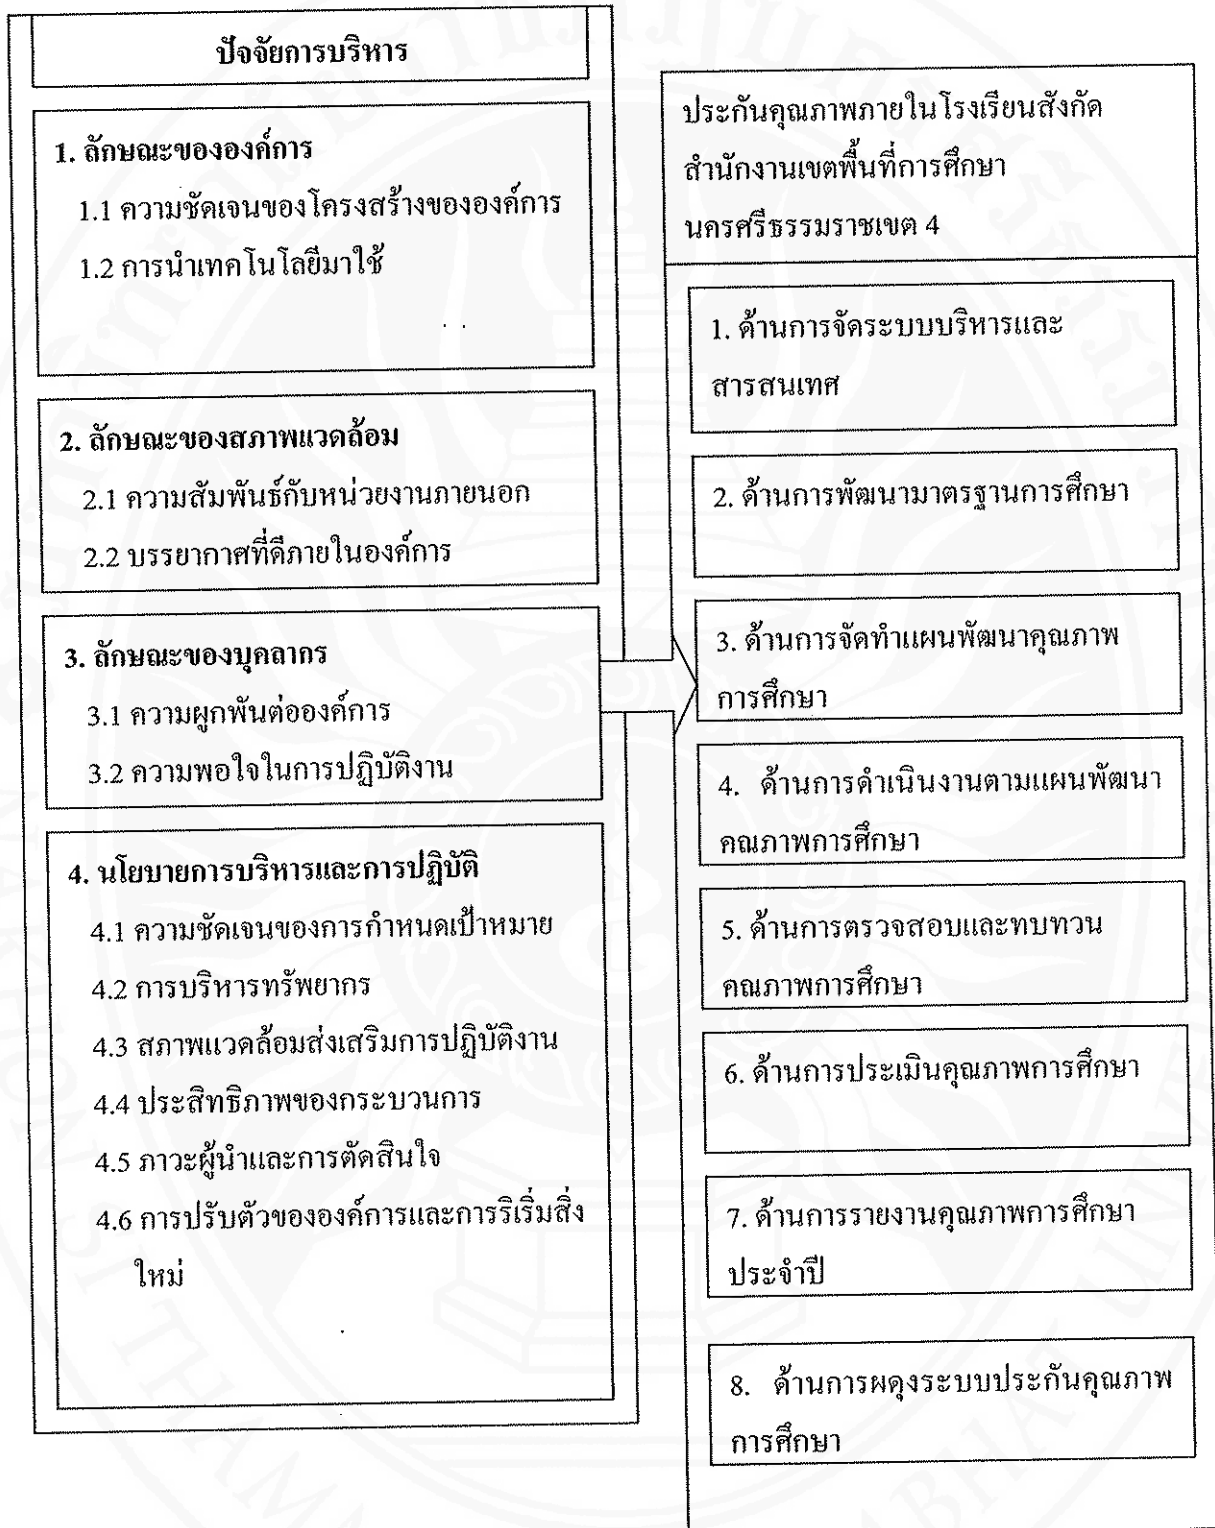 ปัจจัยการบริหาร
1. ลักษณะขององค์การ
1.1 ความชัดเจนของโครงสร้างขององค์การ
1.2 การนำเทคโนโลยีมาใช้
2. ลักษณะของสภาพแวดล้อม
2.1 ความสัมพันธ์กับหน่วยงานภายนอก
2.2 บรรยากาศที่ดีภายในองค์การ
3. ลักษณะของบุคลากร
3.1 ความผูกพันต่อองค์การ
3.2 ความพอใจในการปฏิบัติงาน
4. นโยบายการบริหารและการปฏิบัติ
4.1 ความชัดเจนของการกำหนดเป้าหมาย
4.2 การบริหารทรัพยากร
4.3 สภาพแวดล้อมส่งเสริมการปฏิบัติงาน
4.4 ประสิทธิภาพของกระบวนการ
4.5 ภาวะผู้นำและการตัดสินใจ
4.6 การปรับตัวขององค์การและการริเริ่มสิ่ง
ใหม่
ประกันคุณภาพภายในโรงเรียนสังกัด
สำนักงานเขตพื้นที่การศึกษา
นครศรีธรรมราชเขต 4
1. ด้านการจัดระบบบริหารและ
สารสนเทศ
2. ด้านการพัฒนามาตรฐานการศึกษา
3. ด้านการจัดทำแผนพัฒนาคุณภาพ
การศึกษา
4. ด้านการดำเนินงานตามแผนพัฒนา
คณภาพการศึกษา
5. ด้านการตรวจสอบและทบทวน
คณภาพการศึกษา
6. ด้านการประเมินคุณภาพการศึกษา
7. ด้านการรายงานคุณภาพการศึกษา
ประจำปี
8. ด้านการผดุงระบบประกันคุณภาพ
การศึกษา